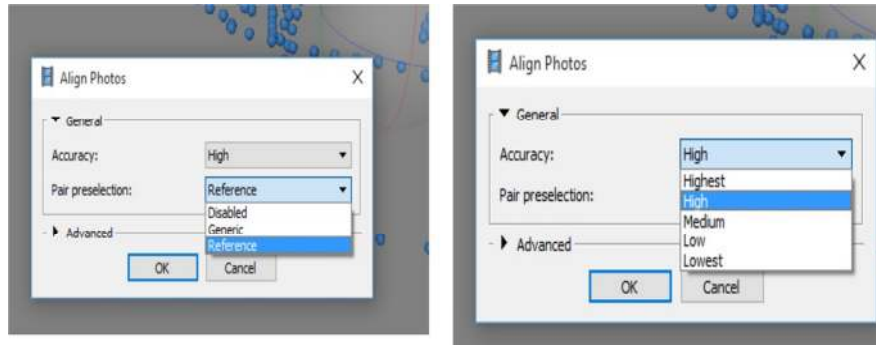 Align Photos
General
Accuracy: High
Pair preselection: Reference
Disabled
Generic
Reference
Advanced
OK Cancel
Align Photos
General
Accuracy: High
Highest
Pair preselection:
High
Medium
Low
Advanced
Lowest
OK Cancel